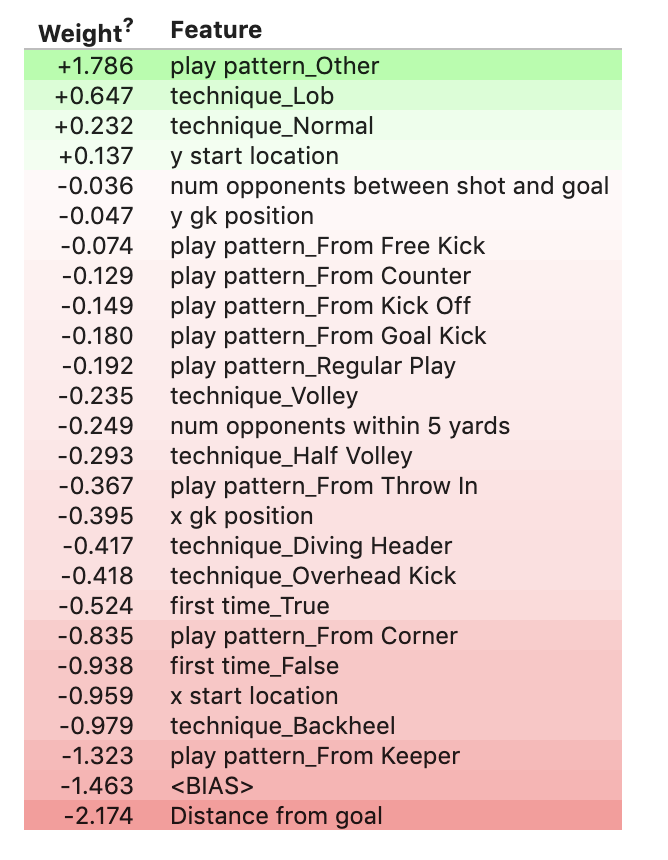 Weight? Feature
+1.786 play pattern_Other
+0.647 technique_Lob
+0.232 technique_Normal
+0.137 y start location
-0.036 num opponents between shot and goal
-0.047 y gk position
-0.074 play pattern_From Free Kick
-0.129 play pattern_From Counter
-0.149 play pattern_From Kick Off
-0.180 play pattern_From Goal Kick
-0.192 play pattern_Regular Play
-0.235 technique_Volley
-0.249 num opponents within 5 yards
-0.293 technique_Half Volley
-0.367 play pattern_From Throw In
-0.395 x gk position
-0.417 technique_Diving Header
-0.418 technique_Overhead Kick
-0.524 first time_True
-0.835 play pattern_From Corner
-0.938 first time_False
-0.959 x start location
-0.979 technique_Backheel
-1.323 play pattern_From Keeper
-1.463 <BIAS>
-2.174 Distance from goal